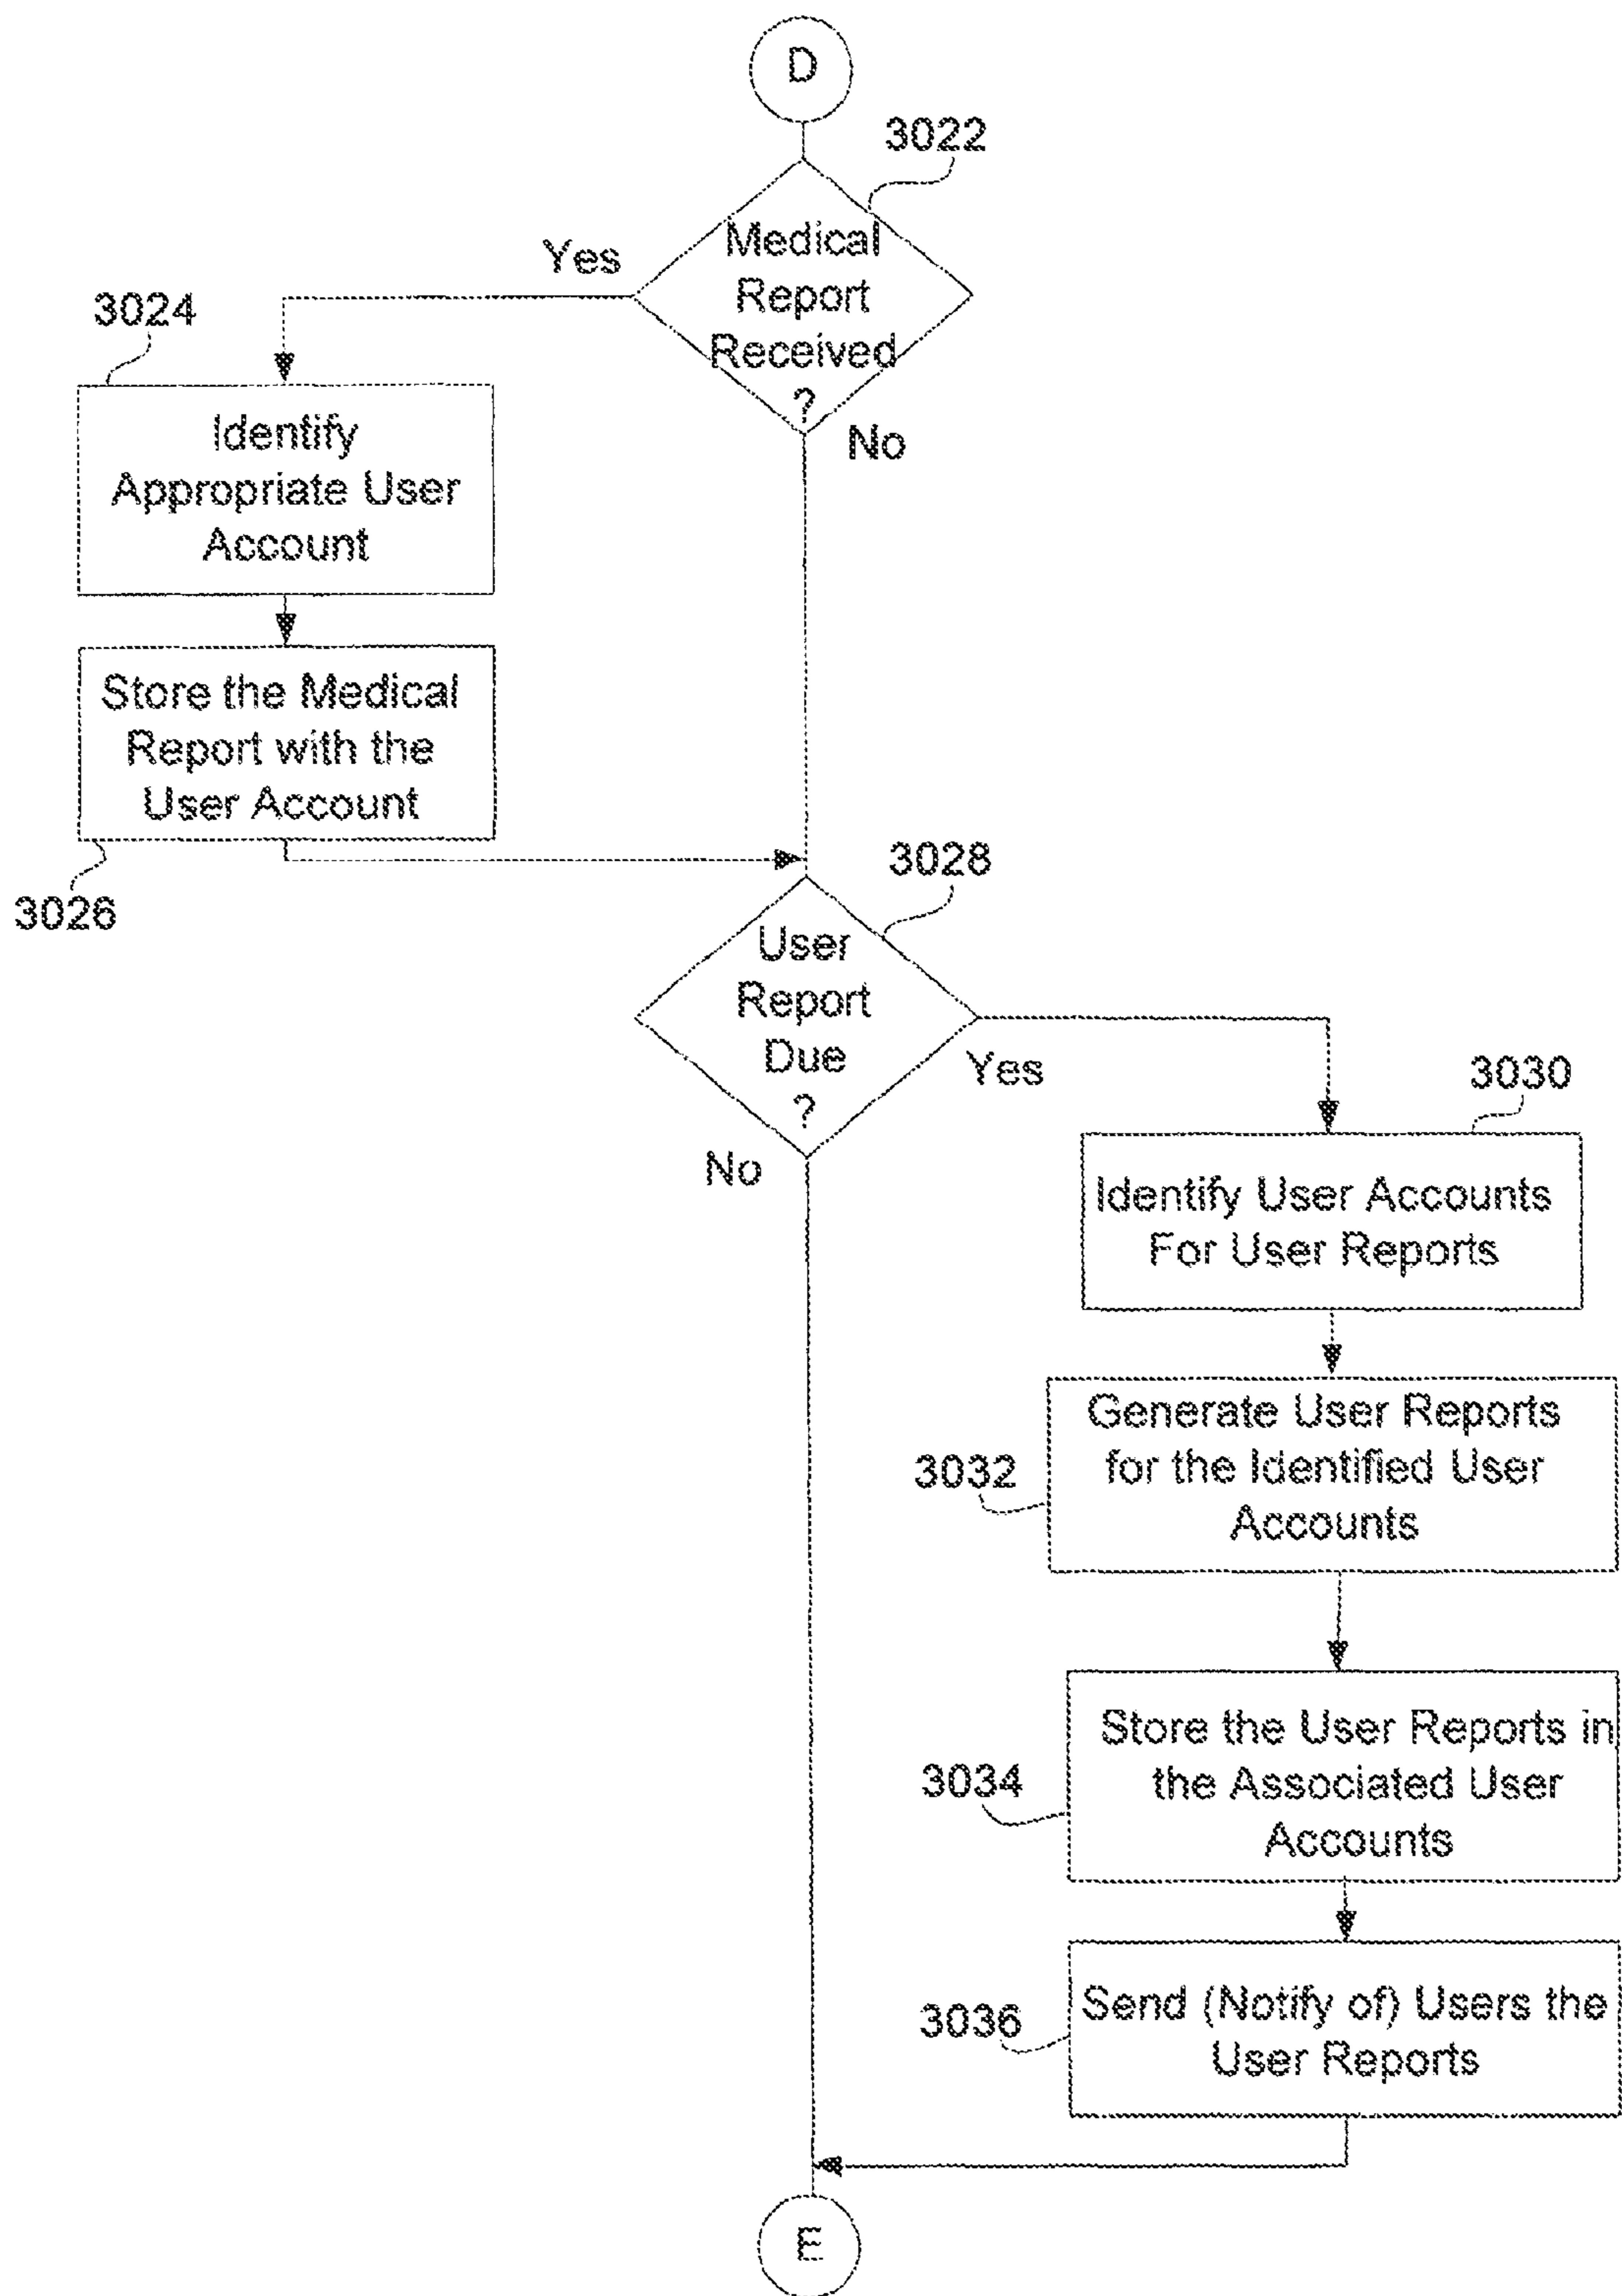 D
3022
Medical
Report
Received
?
Yes
No
3024
Identify
Appropriate User
Account
Store the Medical
Report with the
User Account
3026
3028
User
Report
Due
?
Yes
No
3030
Identify User Accounts
For User Reports
3032
Generate User Reports
for the Identified User
Accounts
3034
Store the User Reports in
the Associated User
Accounts
3036
Send (Notify of) Users the
User Reports
E